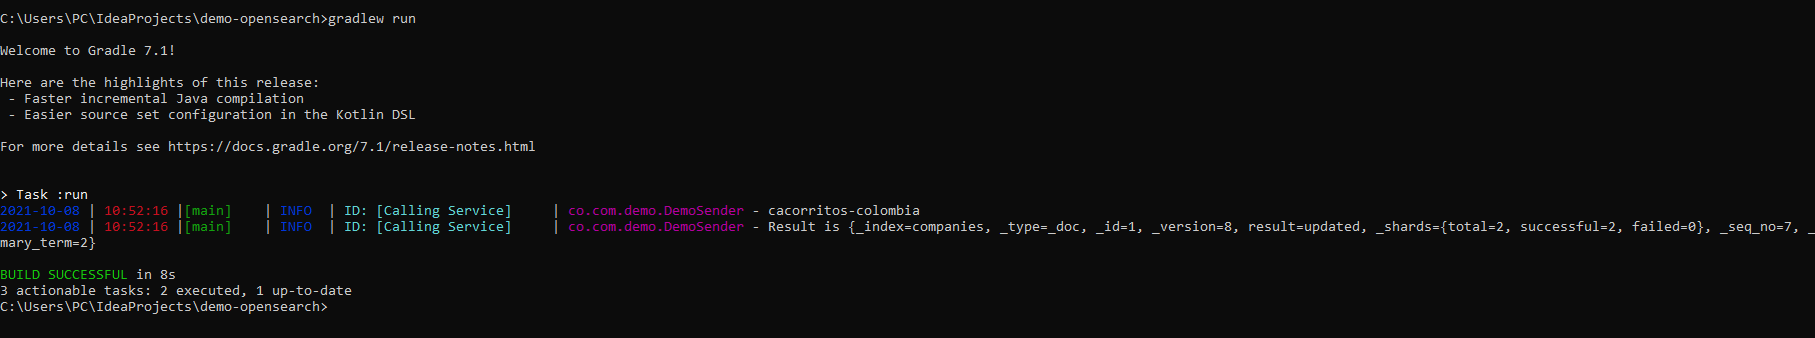 C:\Users\PC\IdeaProjects\demo-opensearch>gradlew run
Welcome to Gradle 7.1!
Here are the highlights of this release:
 - Faster incremental Java compilation
 - Easier source set configuration in the Kotlin DSL
For more details see https://docs.gradle.org/7.1/release-notes.html
> Task :run
2021-10-08 | 10:52:16 |[main]    | INFO  | ID: [Calling Service]     | co.com.demo.DemoSender - cacorritos-colombia
2021-10-08 | 10:52:16 |[main]    | INFO  | ID: [Calling Service]     | co.com.demo.DemoSender - Result is {_index=companies, _type=_doc, _id=1, _version=8, result=updated, _shards={total=2, successful=2, failed=0}, _seq_no=7, _
mary_term=2}
BUILD SUCCESSFUL in 8s
3 actionable tasks: 2 executed, 1 up-to-date
C:\Users\PC\IdeaProjects\demo-opensearch>